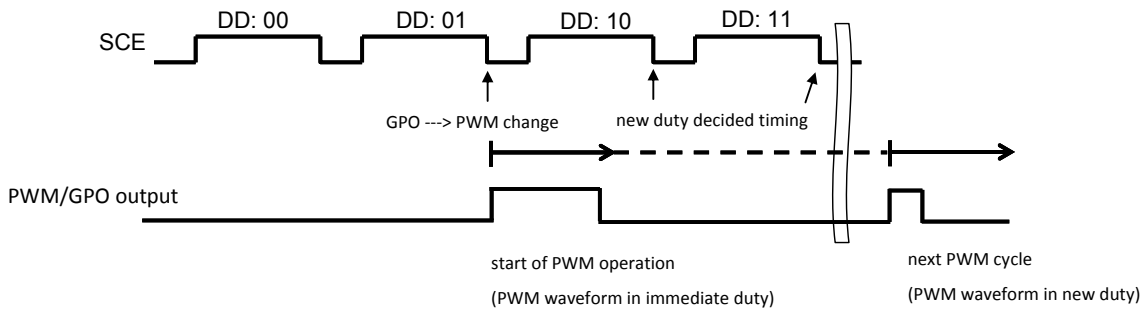 DD: 00 DD: 01 DD: 10 DD: 11
SCE
GPO ---> PWM change new duty decided timing
PWM/GPO output
start of PWM operation next PWM cycle
(PWM waveform in immediate duty) (PWM waveform in new duty)